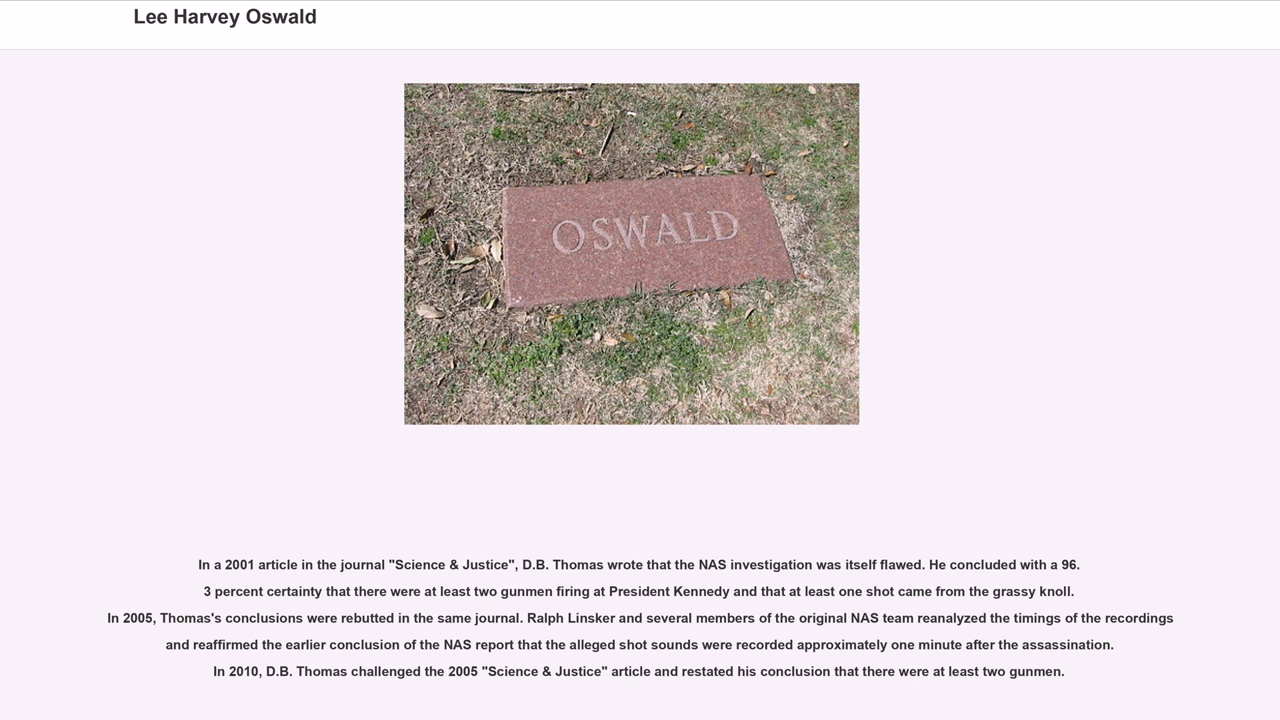 Lee Harvey Oswald
OSWALD
In a 2001 article in the journal "Science & Justice", D.B. Thomas wrote that the NAS investigation was itself flawed. He concluded with a 96.
3 percent certainty that there were at least two gunmen firing at President Kennedy and that at least one shot came from the grassy knoll.
In 2005, Thomas's conclusions were rebutted in the same journal. Ralph Linsker and several members of the original NAS team reanalyzed the timings of the recordings
and reaffirmed the earlier conclusion of the NAS report that the alleged shot sounds were recorded approximately one minute after the assassination.
In 2010, D.B. Thomas challenged the 2005 "Science & Justice" article and restated his conclusion that there were at least two gunmen.